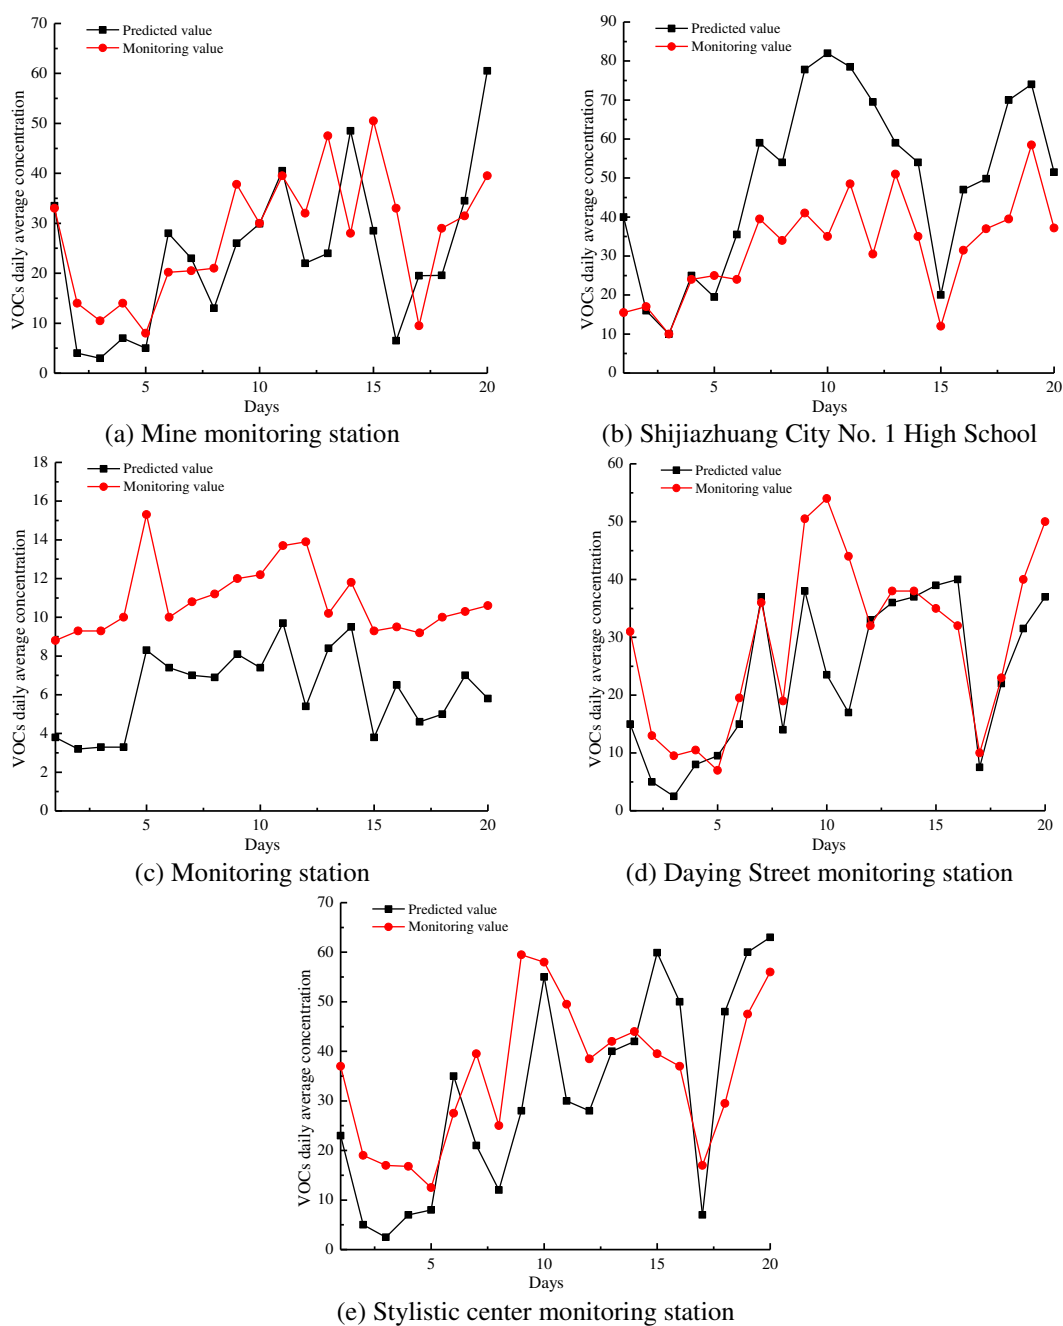 70
60
50
40
30
20
10
0
VOCs daily average concentration
Predicted value
Monitoring value
5
10
15
20
Days
(a) Mine monitoring station
90
80
70
60
50
40
30
20
10
0
VOCs daily average concentration
Predicted value
Monitoring value
5
10
15
20
Days
(b) Shijiazhuang City No. 1 High School
18
16
14
12
10
8
6
4
2
0
VOCs daily average concentration
Predicted value
Monitoring value
5
10
15
20
Days
(c) Monitoring station
60
50
40
30
20
10
0
VOCs daily average concentration
Predicted value
Monitoring value
5
10
15
20
Days
(d) Daying Street monitoring station
70
60
50
40
30
20
10
0
VOCs daily average concentration
Predicted value
Monitoring value
5
10
15
20
Days
(e) Stylistic center monitoring station